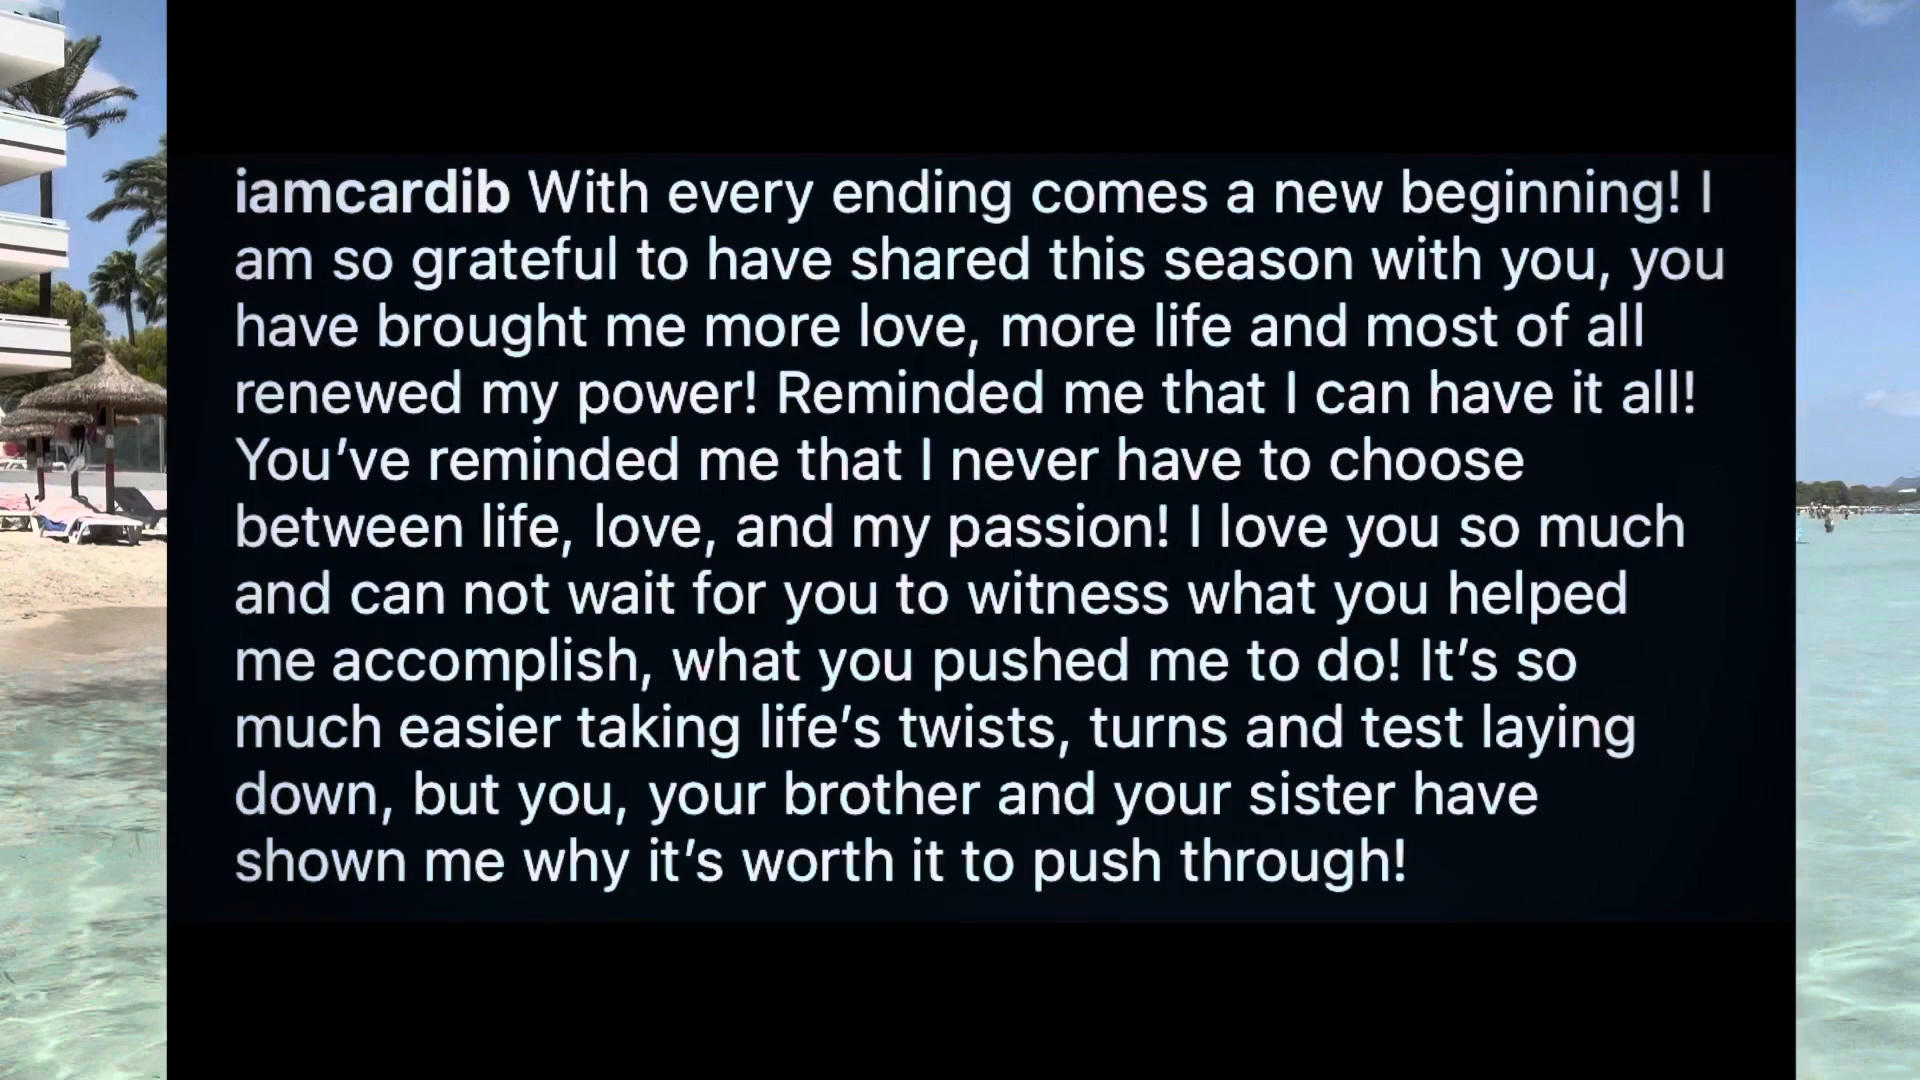 iamcardib With every ending comes a new beginning! I
am so grateful to have shared this season with you, you
have brought me more love, more life and most of all
renewed my power! Reminded me that I can have it all!
You’ve reminded me that I never have to choose
between life, love, and my passion! I love you so much
and can not wait for you to witness what you helped
me accomplish, what you pushed me to do! It’s so
much easier taking life’s twists, turns and test laying
down, but you, your brother and your sister have
shown me why it’s worth it to push through!